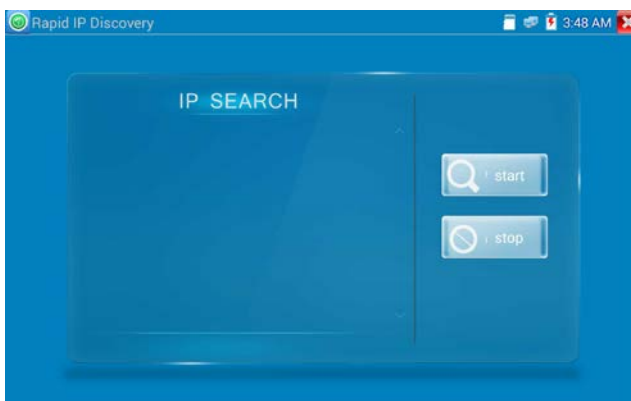 Rapid IP Discovery
3:48 AM
IP SEARCH
start
stop